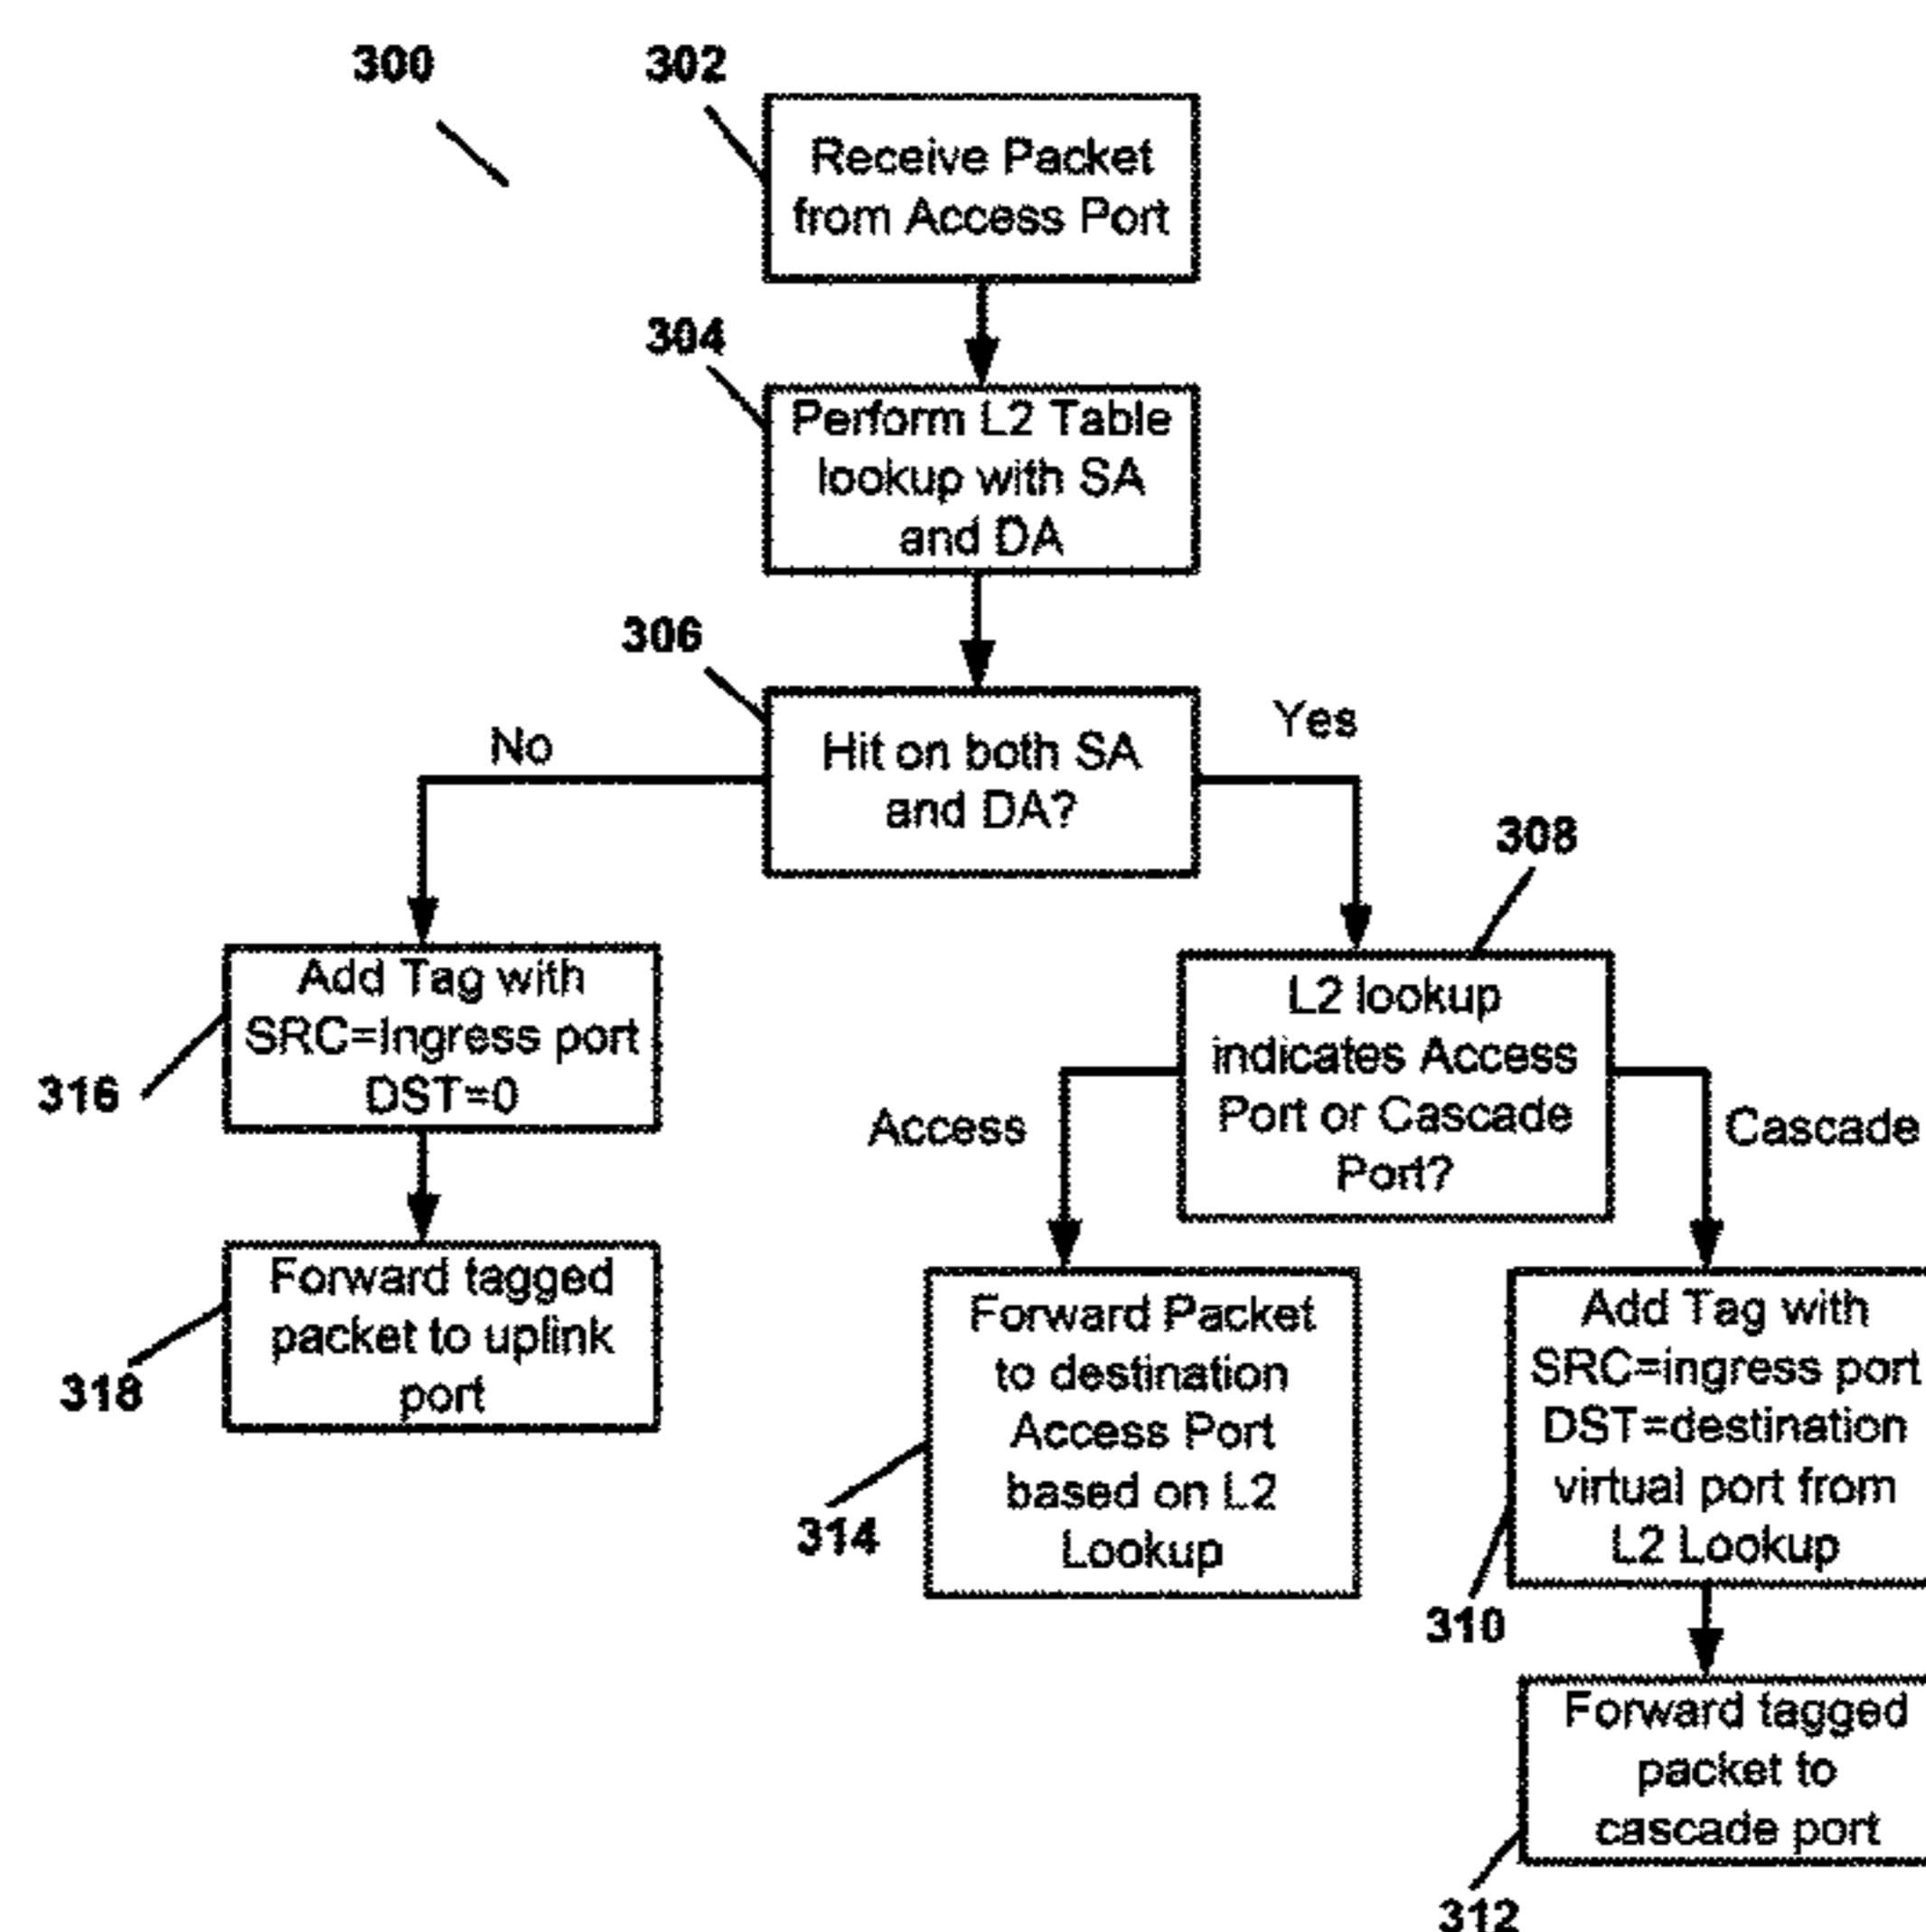 300
302
Receive Packet
from Access Port
304
Perform L2 Table
lookup with SA
and DA
306
Hit on both SA
and DA?
No
Yes
308
L2 lookup
indicates Access
Port or Cascade
Port?
316
Add Tag with
SRC=Ingress port
DST=0
Access
Cascade
318
Forward tagged
packet to uplink
port
314
Forward Packet
to destination
Access Port
based on L2
Lookup
310
Add Tag with
SRC=ingress port
DST=destination
virtual port from
L2 Lookup
312
Forward tagged
packet to
cascade port